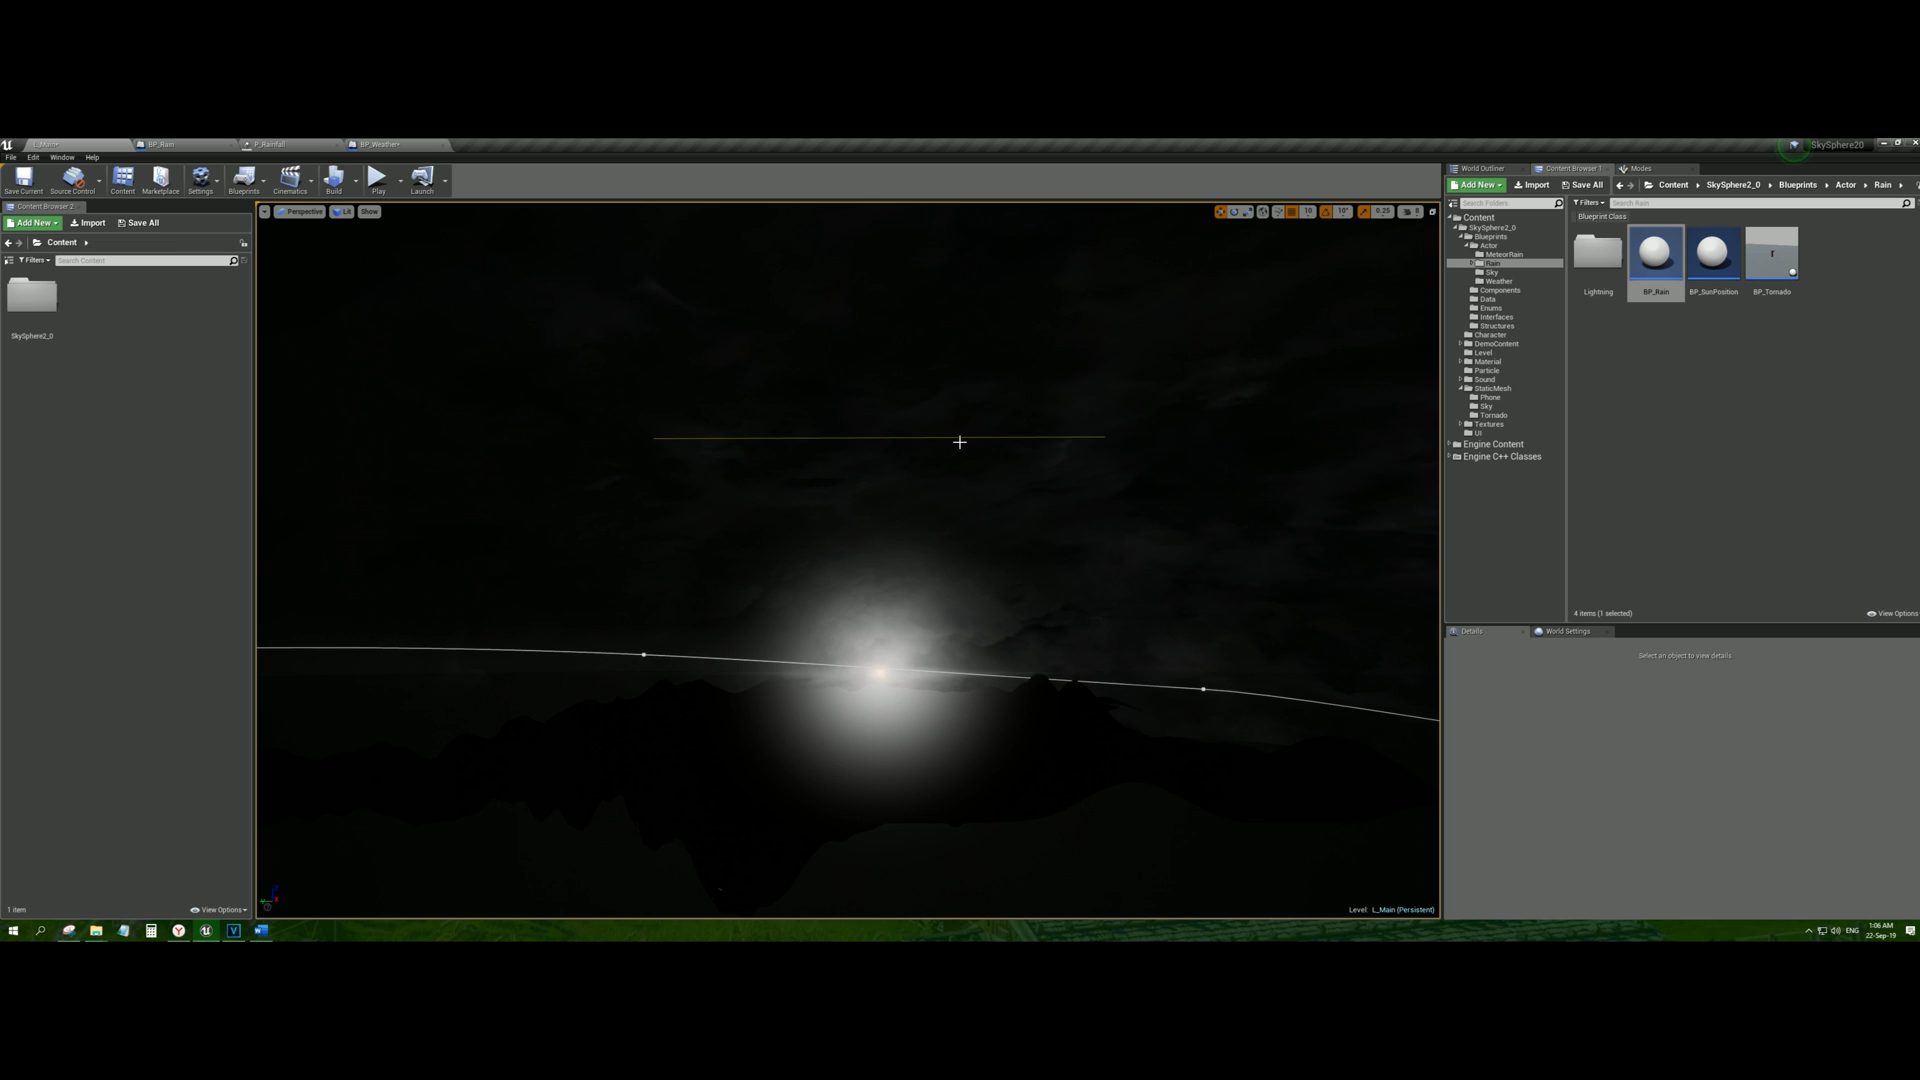 L_Main*
BP_Rain
P_Rainfall
BP_Weather*
SkySphere20
File Edit Window Help
Save Current
Source Control
Content
Marketplace
Settings
Blueprints
Cinematics
Build
Play
Launch
Content Browser 2
Add New
Import
Save All
Content
Filters
Search Content
SkySphere2_0
1 item
View Options
Perspective
Lit
Show
10
10°
0.25
8
Level: L_Main (Persistent)
World Outliner
Content Browser 1
Modes
Add New
Import
Save All
Content
SkySphere2_0
Blueprints
Actor
Rain
Search Folders
Filters
Search Rain
Blueprint Class
Content
SkySphere2_0
Blueprints
Actor
MeteorRain
Rain
Sky
Weather
Components
Data
Enums
Interfaces
Structures
Character
DemoContent
Level
Material
Particle
Sound
StaticMesh
Phone
Sky
Tornado
Textures
UI
Engine Content
Engine C++ Classes
Lightning
BP_Rain
BP_SunPosition
BP_Tornado
4 items (1 selected)
View Options
Details
World Settings
Select an object to view details.
ENG
1:06 AM
22-Sep-19